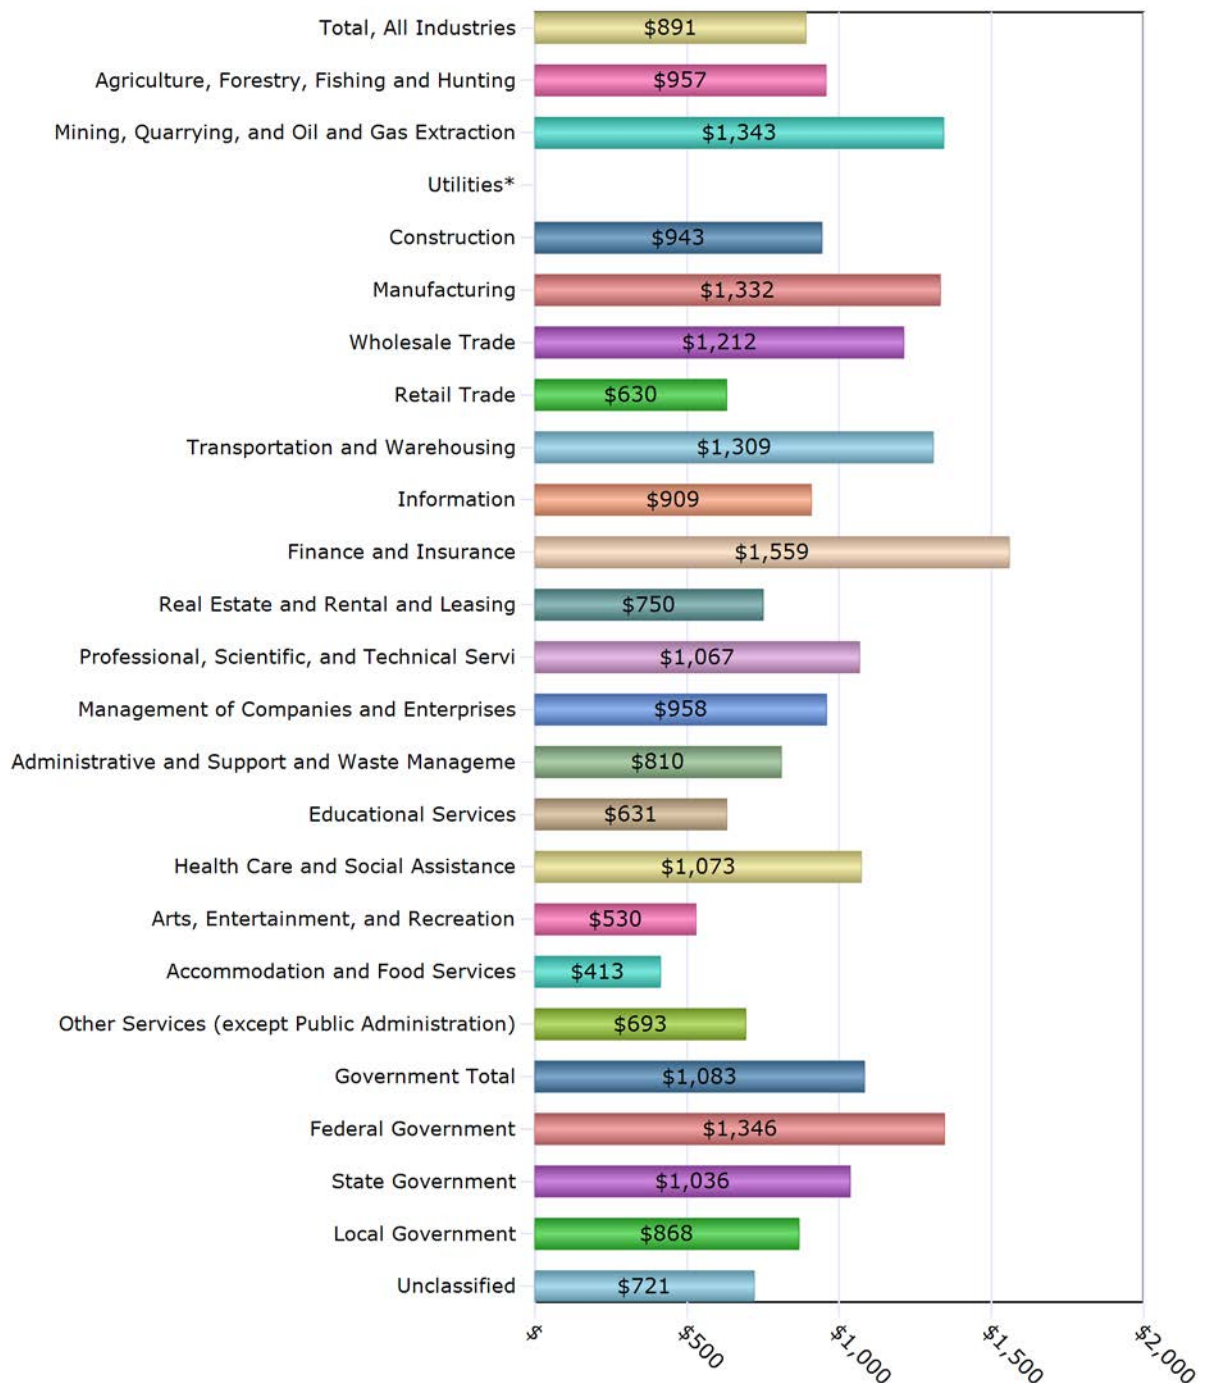 Total, All Industries $891
Agriculture, Forestry, Fishing and Hunting $957
Mining, Quarrying, and Oil and Gas Extraction $1,343
Utilities*
Construction $943
Manufacturing $1,332
Wholesale Trade $1,212
Retail Trade $630
Transportation and Warehousing $1,309
Information $909
Finance and Insurance $1,559
Real Estate and Rental and Leasing $750
Professional, Scientific, and Technical Servi $1,067
Management of Companies and Enterprises $958
Administrative and Support and Waste Manageme $810
Educational Services $631
Health Care and Social Assistance $1,073
Arts, Entertainment, and Recreation $530
Accommodation and Food Services $413
Other Services (except Public Administration) $693
Government Total $1,083
Federal Government $1,346
State Government $1,036
Local Government $868
Unclassified $721
$ $500 $1,000 $1,500 $2,000